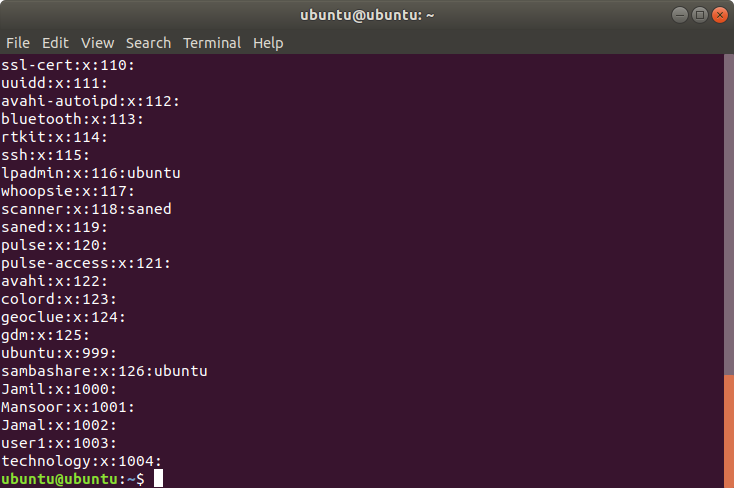 ubuntu@ubuntu: ~
File Edit View Search Terminal Help
ssl-cert:x:110:
uuidd:x:111:
avahi-autoipd:x:112:
bluetooth:x:113:
rtkit:x:114:
ssh:x:115:
lpadmin:x:116:ubuntu
whoopsie:x:117:
scanner:x:118:saned
saned:x:119:
pulse:x:120:
pulse-access:x:121:
avahi:x:122:
colord:x:123:
geoclue:x:124:
gdm:x:125:
ubuntu:x:999:
sambashare:x:126:ubuntu
Jamil:x:1000:
Mansoor:x:1001:
Jamal:x:1002:
user1:x:1003:
technology:x:1004:
ubuntu@ubuntu:~$